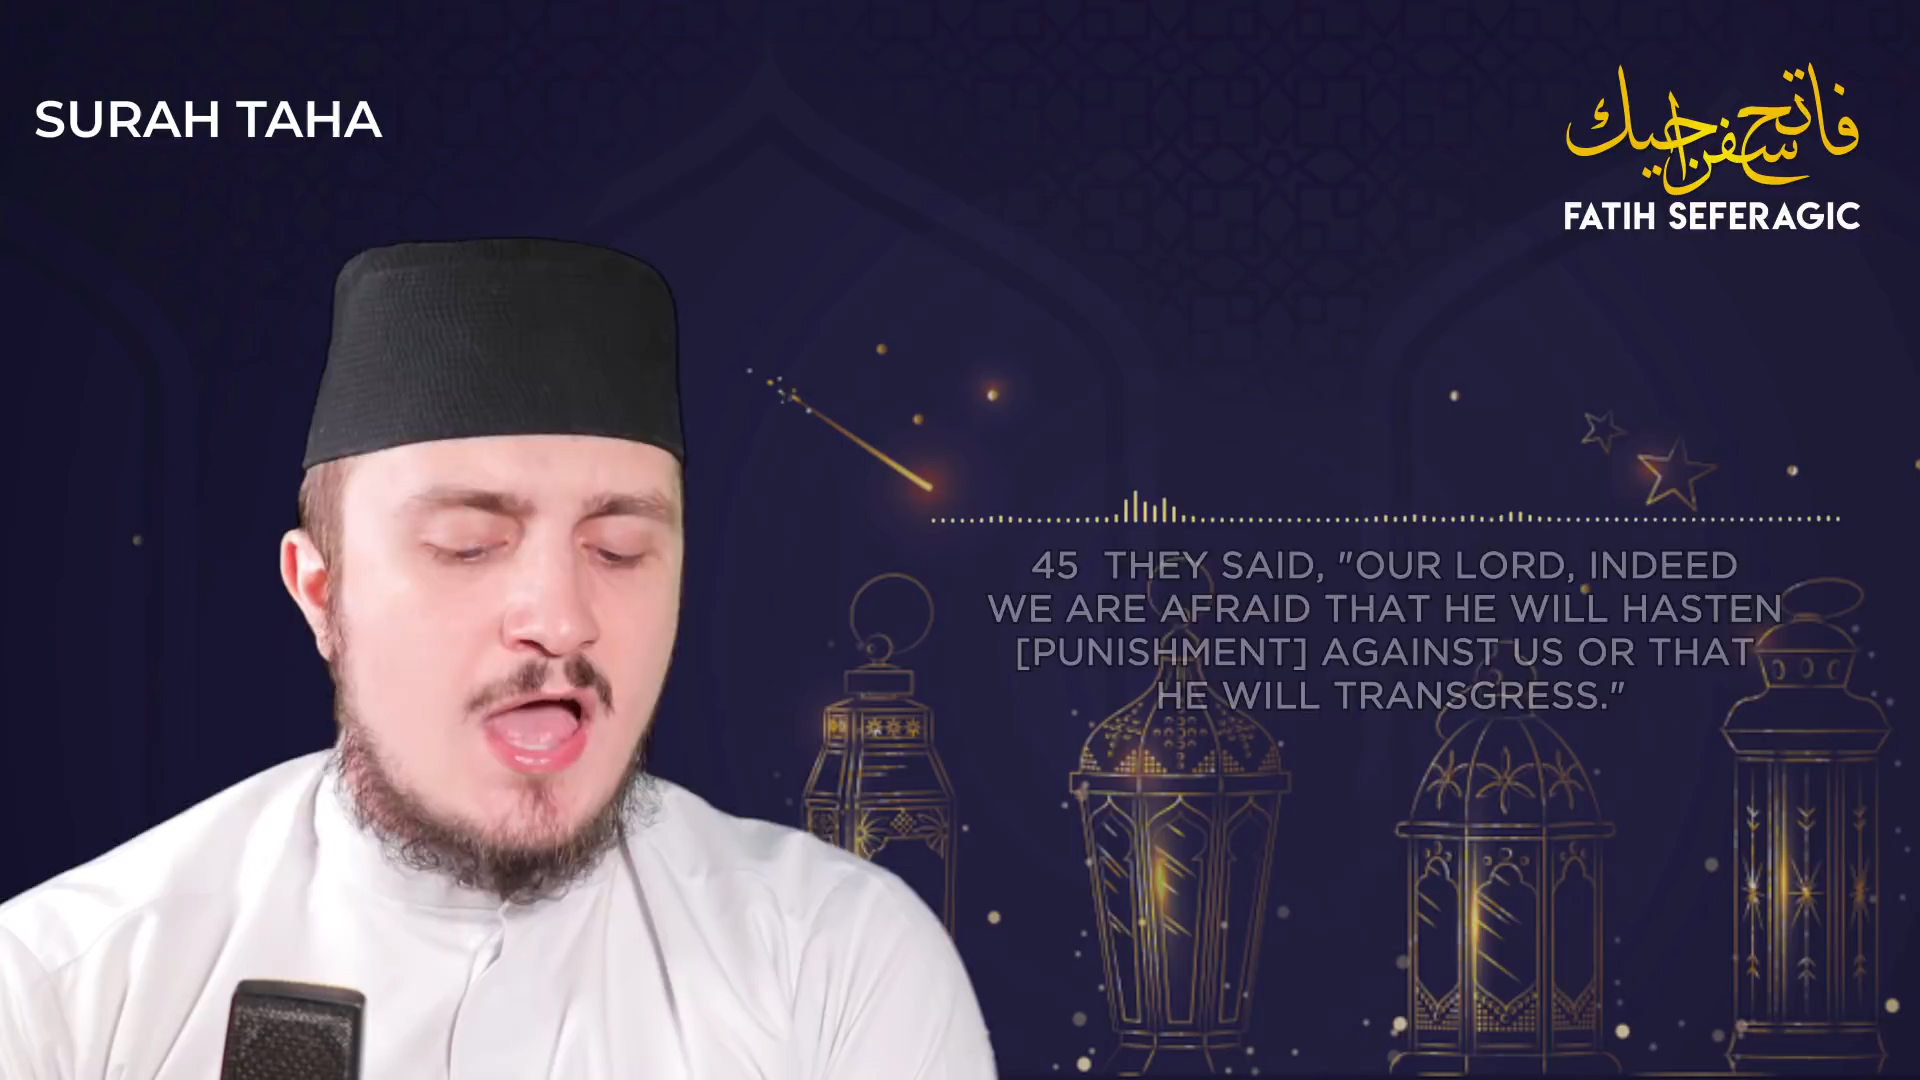 SURAH TAHA
فاتح سفراجيك
FATIH SEFERAGIC
45 THEY SAID, "OUR LORD, INDEED
WE ARE AFRAID THAT HE WILL HASTEN
[PUNISHMENT] AGAINST US OR THAT
HE WILL TRANSGRESS."